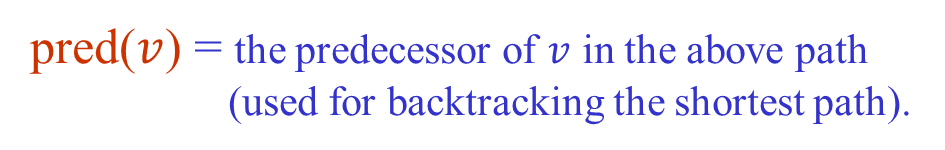 pred(𝑣) = the predecessor of 𝑣 in the above path
(used for backtracking the shortest path).